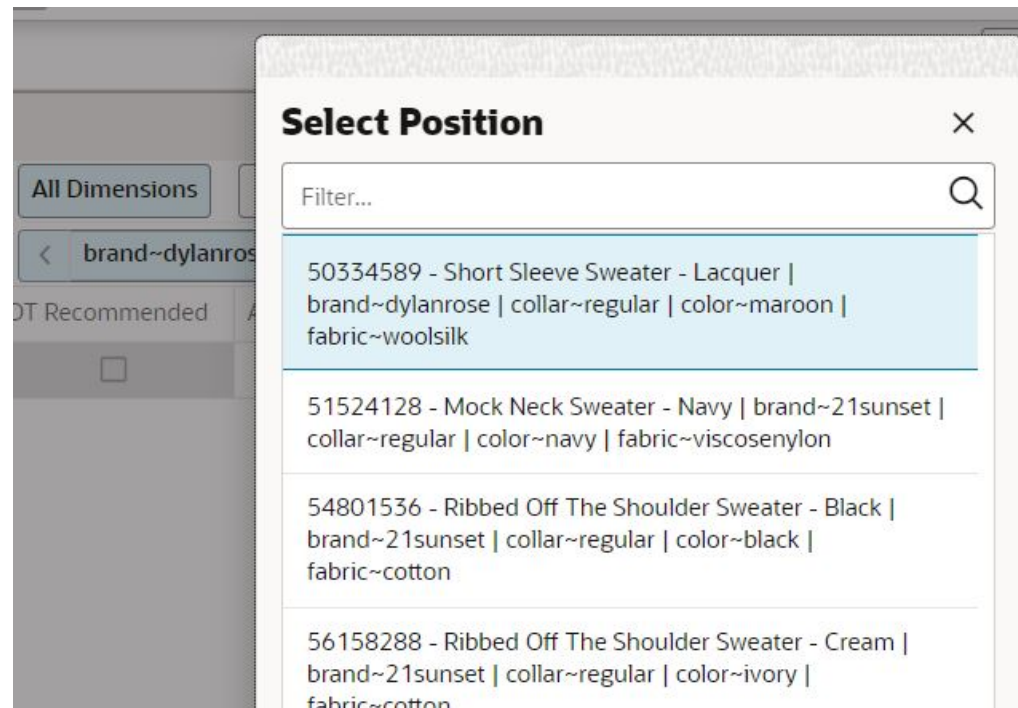 Select Position
Filter...
All Dimensions
brand~dylanros
DT Recommended
50334589 - Short Sleeve Sweater - Lacquer |
brand~dylanrose | collar~regular | color~maroon |
fabric~woolsilk
51524128 - Mock Neck Sweater - Navy | brand~21sunset |
collar~regular | color~navy | fabric~viscosenylon
54801536 - Ribbed Off The Shoulder Sweater - Black |
brand~21sunset | collar~regular | color~black |
fabric~cotton
56158288 - Ribbed Off The Shoulder Sweater - Cream |
brand~21sunset | collar~regular | color~ivory |
fabric~cotton